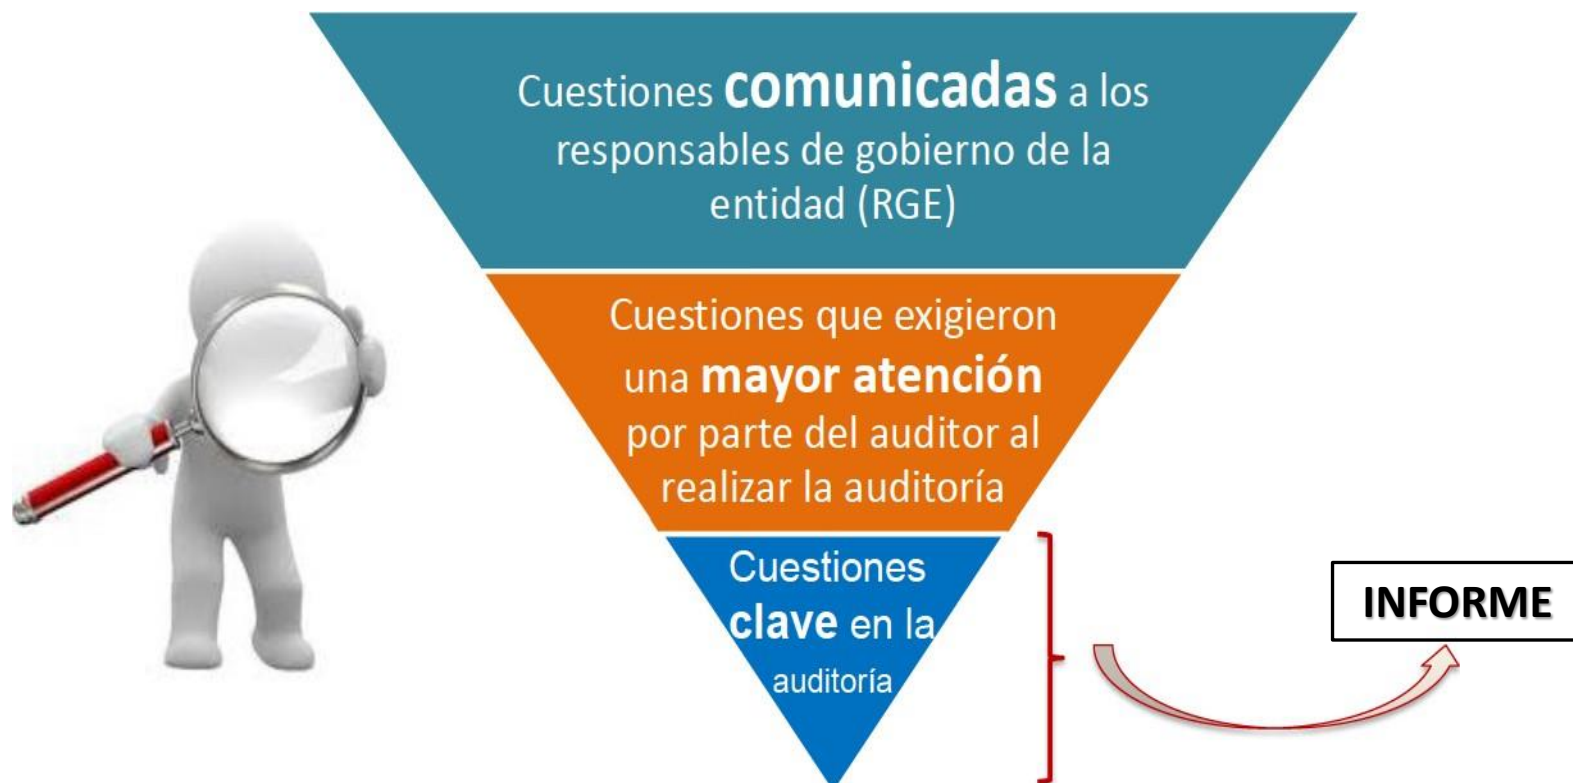 Cuestiones comunicadas a los
responsables de gobierno de la
entidad (RGE)
Cuestiones que exigieron
una mayor atención
por parte del auditor al
realizar la auditoría
Cuestiones
clave en la
auditoría
INFORME